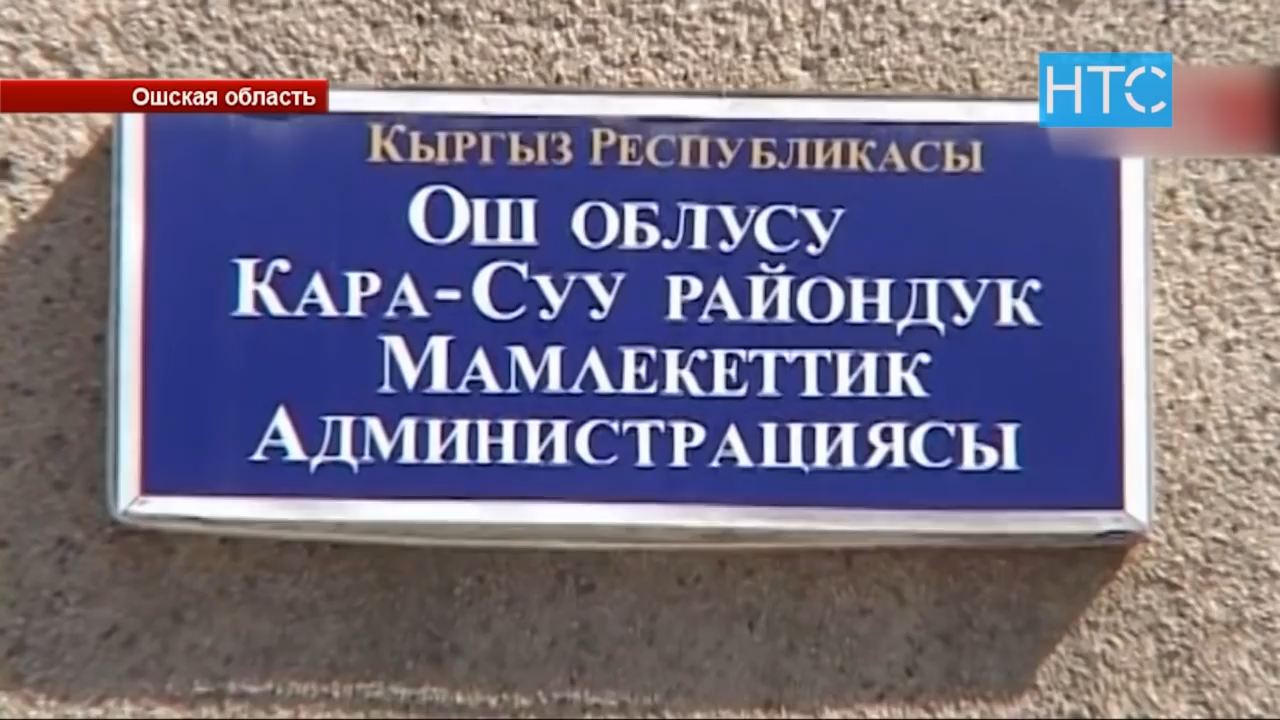 Ошская область
НТС
Кыргыз Республикасы
Ош облусу
Кара-Суу райондук
Мамлекеттик
Администрациясы